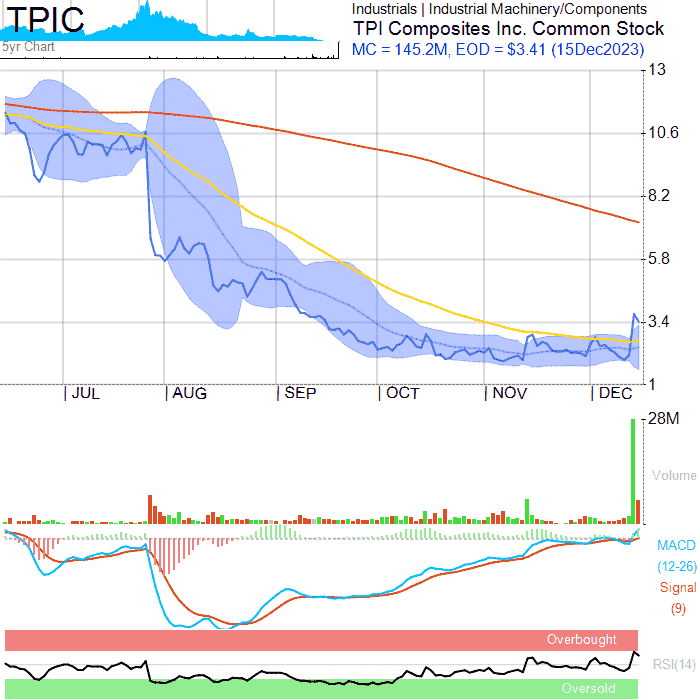 TPIC
5yr Chart
Industrials | Industrial Machinery/Components
TPI Composites Inc. Common Stock
MC = 145.2M, EOD = $3.41 (15Dec2023)
13
10.6
8.2
5.8
3.4
1
JUL
AUG
SEP
OCT
NOV
DEC
28M
Volume
MACD
(12-26)
Signal
(9)
Overbought
RSI(14)
Oversold